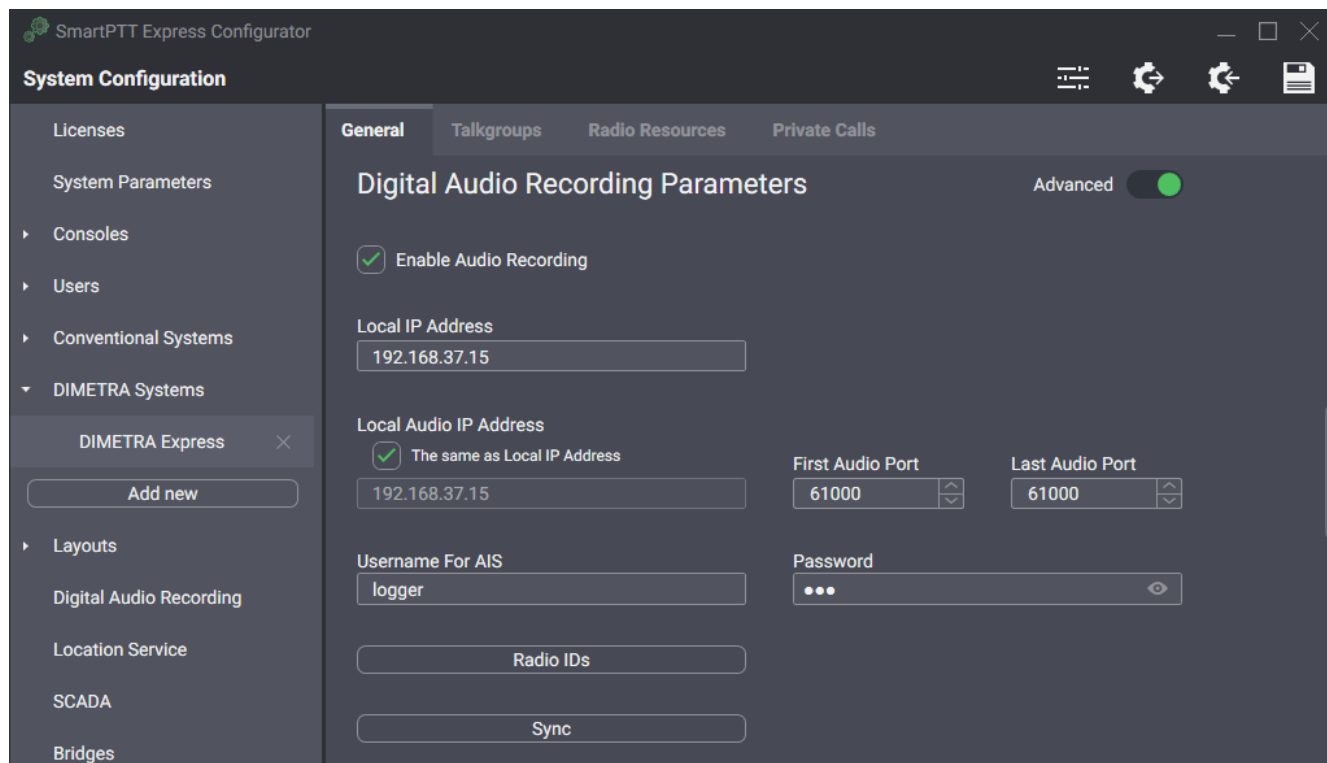 SmartPTT Express Configurator
System Configuration
Licenses
System Parameters
Consoles
Users
Conventional Systems
DIMETRA Systems
DIMETRA Express
Add new
Layouts
Digital Audio Recording
Location Service
SCADA
Bridges
General Talkgroups Radio Resources Private Calls
Digital Audio Recording Parameters Advanced
Enable Audio Recording
Local IP Address
192.168.37.15
Local Audio IP Address
The same as Local IP Address First Audio Port Last Audio Port
192.168.37.15 61000 61000
Username For AIS Password
logger •••
Radio IDs
Sync